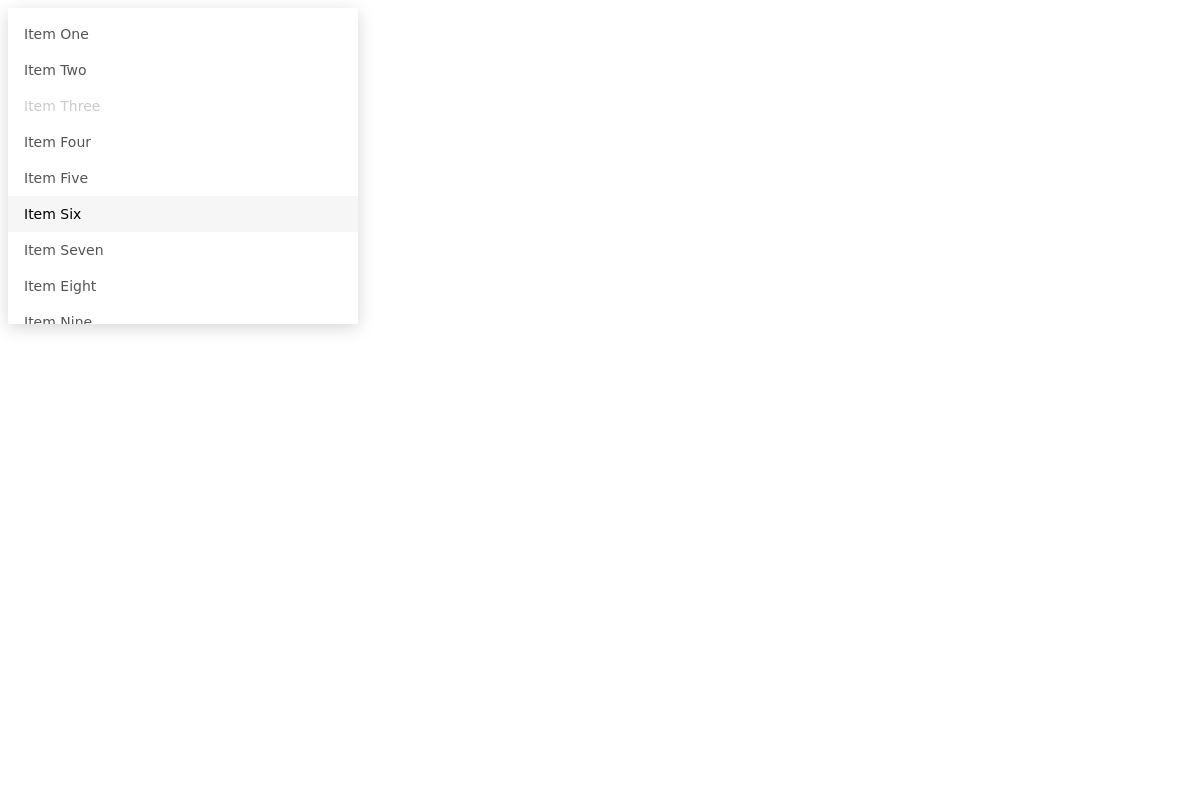 Item One
Item Two
Item Three
Item Four
Item Five
Item Six
Item Seven
Item Eight
Item Nine